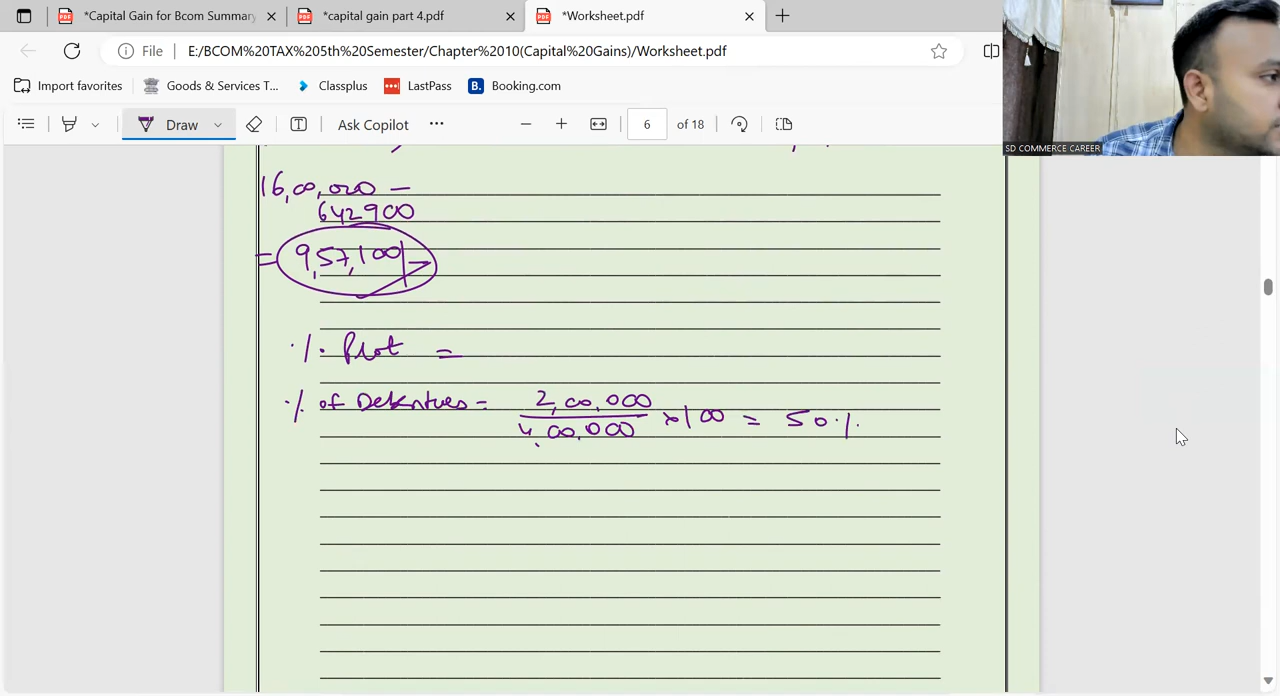 *Capital Gain for Bcom Summary
*capital gain part 4.pdf
*Worksheet.pdf
File
E:/BCOM%20TAX%205th%20Semester/Chapter%2010(Capital%20Gains)/Worksheet.pdf
Import favorites
Goods & Services T...
Classplus
LastPass
B. Booking.com
Draw
Ask Copilot
6 of 18
SD COMMERCE CAREER
16,00,000 –
642900
= 9,57,100/–
% Plot =
% of Debentures = 2,00,000
4,00,000 × 100 = 50%